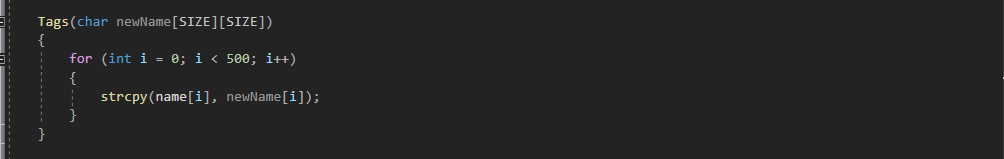 Tags(char newName[SIZE][SIZE])
{
for (int i = 0; i < 500; i++)
{
strcpy(name[i], newName[i]);
}
}